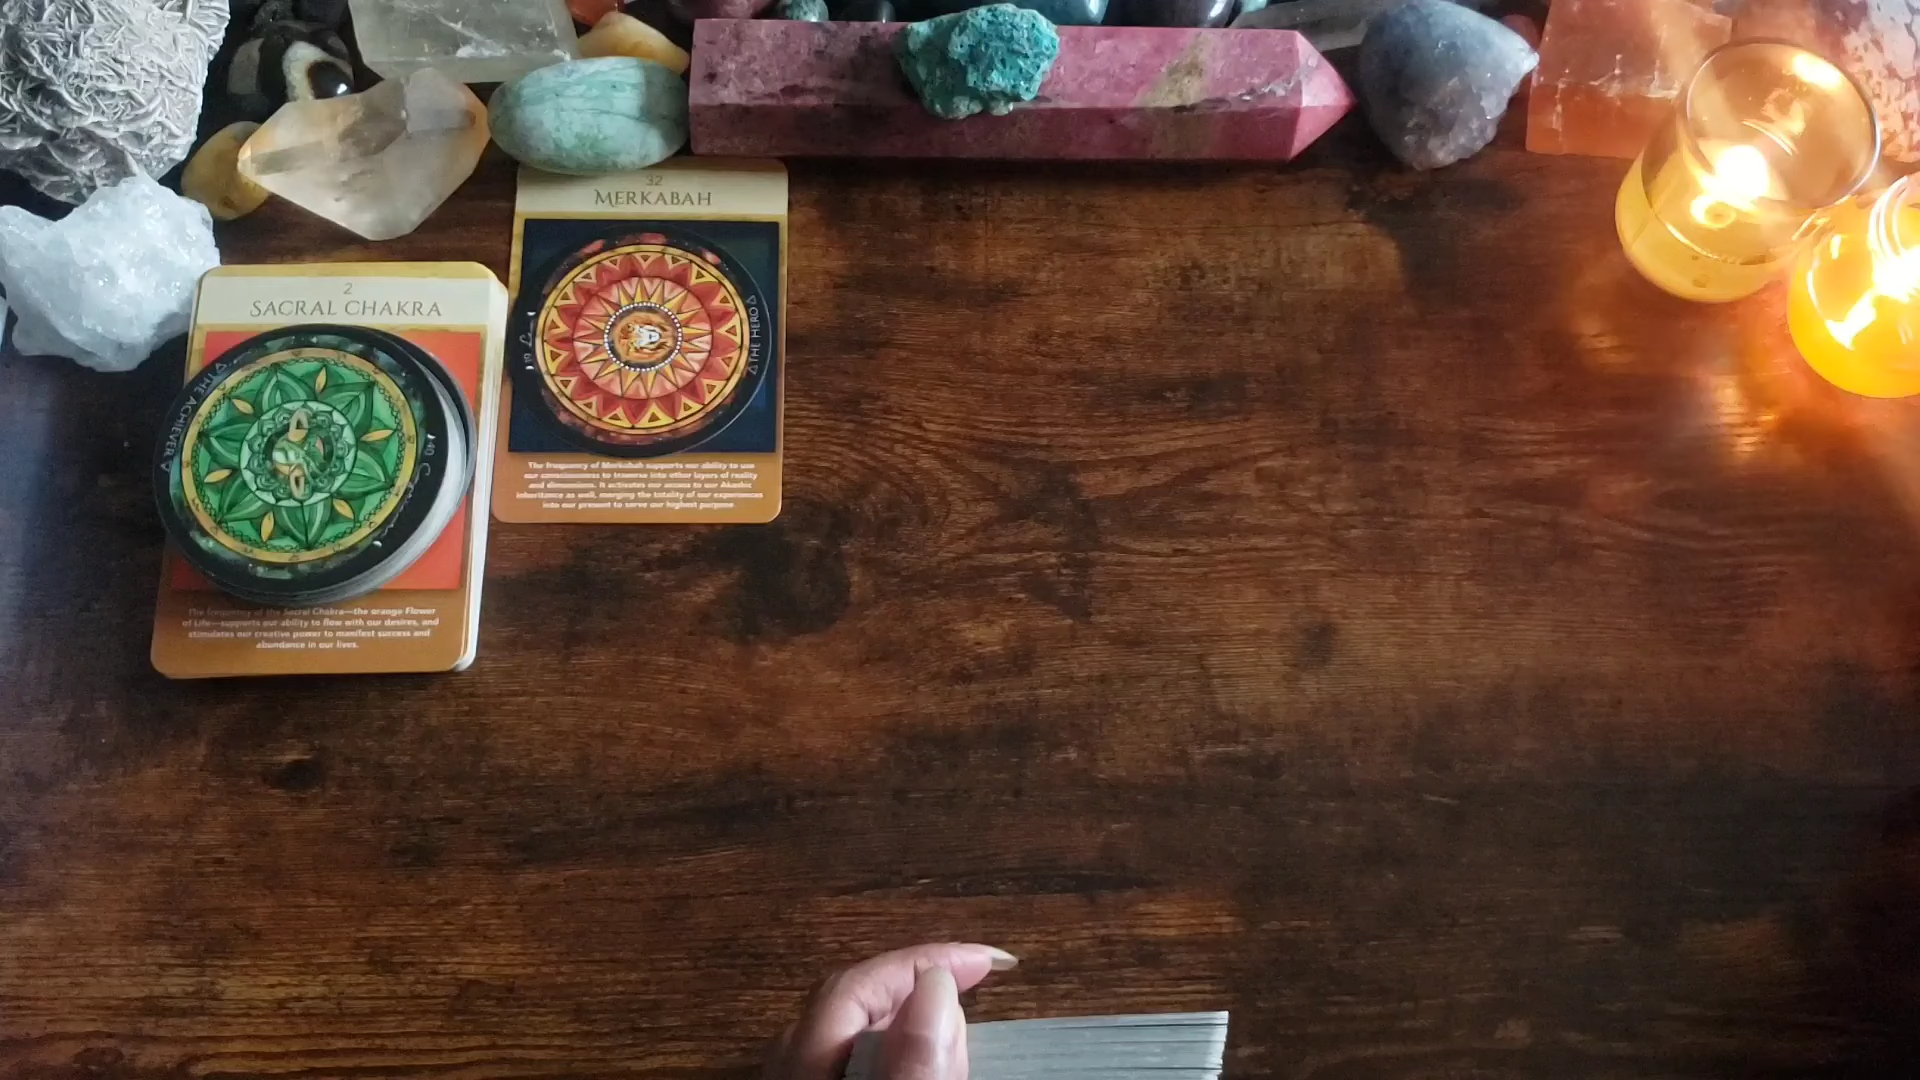 32
MERKABAH
THE HERO
The frequency of Merkabah supports our ability to use
our consciousness to traverse into other layers of reality
and dimensions. It activates our access to our Akashic
inheritance as well, merging the totality of our experiences
into our present to serve our highest purpose.
2
SACRAL CHAKRA
THE ACHIEVER
The frequency of the Sacral Chakra—the orange Flower
of Life—supports our ability to flow with our desires, and
stimulates our creative power to manifest success and
abundance in our lives.